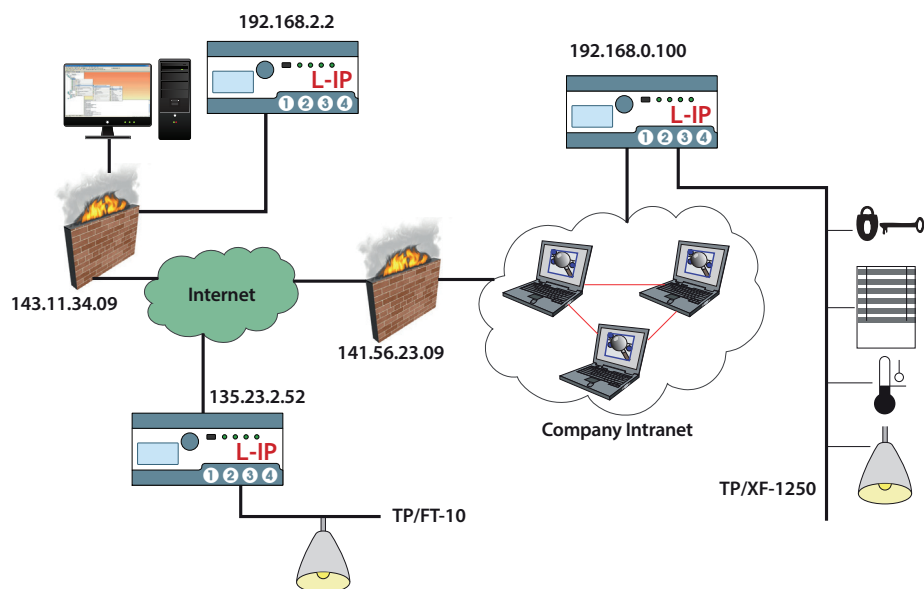 192.168.2.2
L-IP
1 2 3 4
192.168.0.100
L-IP
1 2 3 4
143.11.34.09
Internet
141.56.23.09
135.23.2.52
L-IP
1 2 3 4
Company Intranet
TP/XF-1250
TP/FT-10